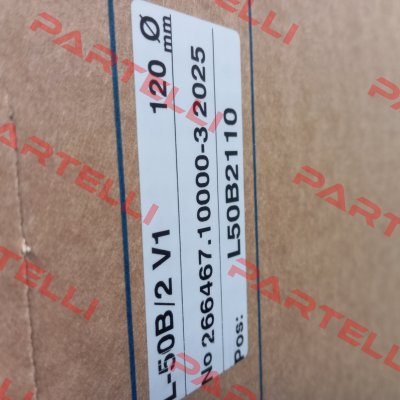 L-50B/2 V1 120 Ø mm
No 266467.10000-3 2025
Pos: L50B2110
PARTELLI
PARTELLI
PARTELLI
PARTELLI
PARTELLI